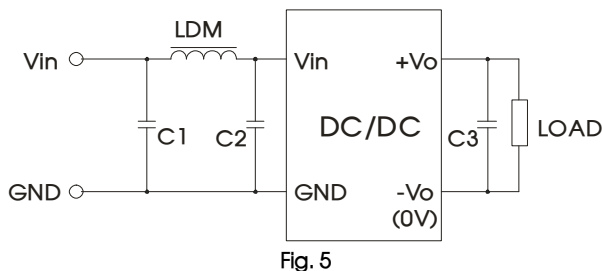 LDM
Vin
Vin
+Vo
C1
C2
DC/DC
C3
LOAD
GND
GND
-Vo
(0V)
Fig. 5